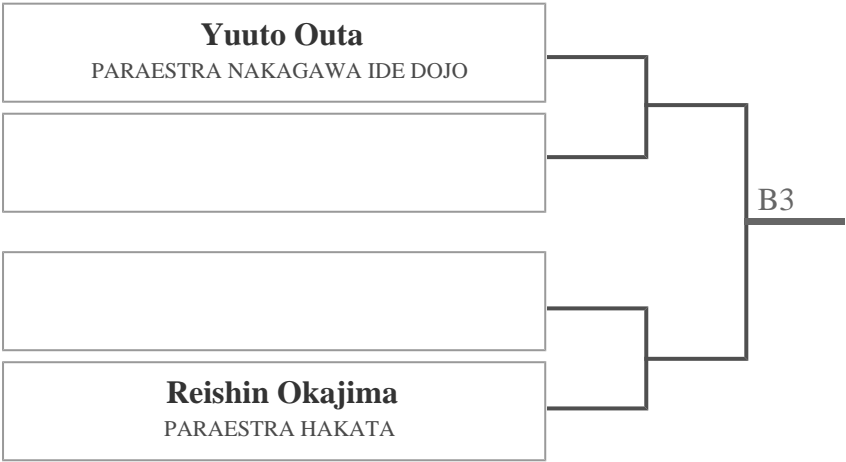 Yuuto Outa
PARAESTRA NAKAGAWA IDE DOJO
B3
Reishin Okajima
PARAESTRA HAKATA